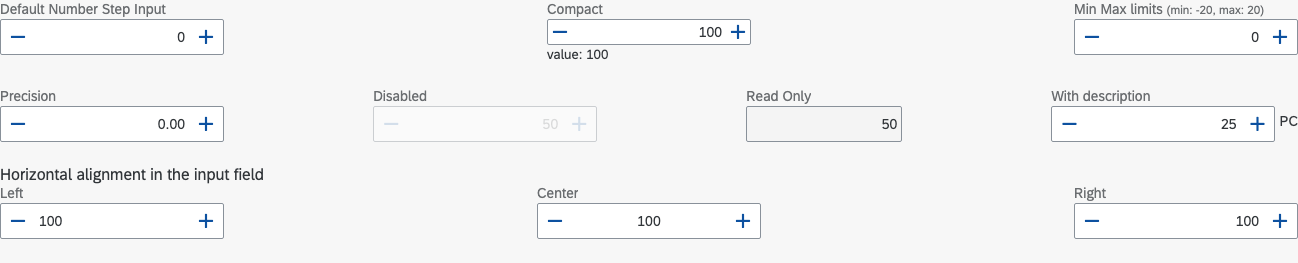 Default Number Step Input
Compact
Min Max limits (min: -20, max: 20)
0
100
0
value: 100
Precision
Disabled
Read Only
With description
0.00
50
50
25
PC
Horizontal alignment in the input field
Left
Center
Right
100
100
100